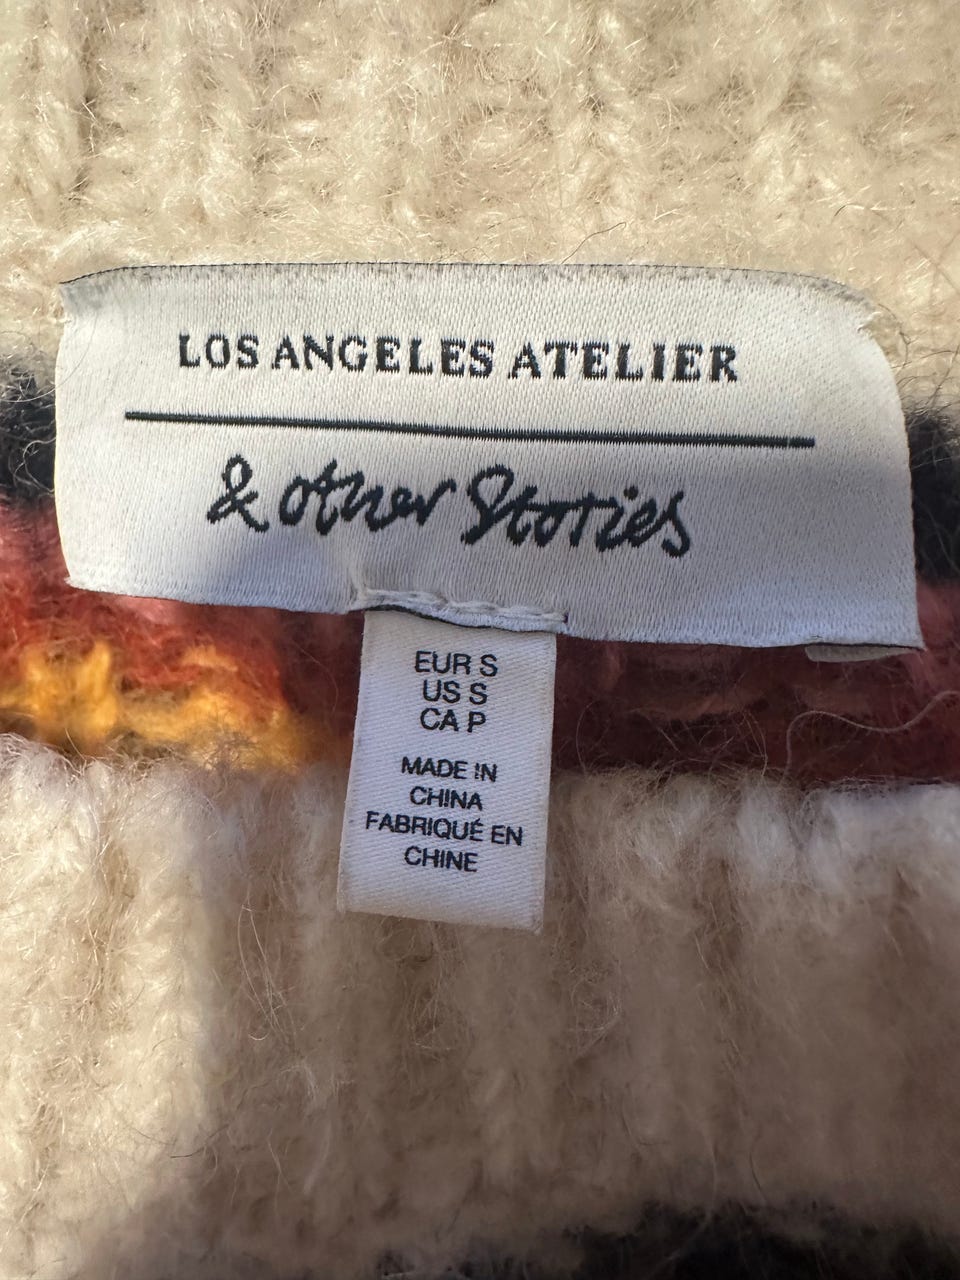 LOS ANGELES ATELIER
& other Stories
EUR S
US S
CA P
MADE IN
CHINA
FABRIQUÉ EN
CHINE